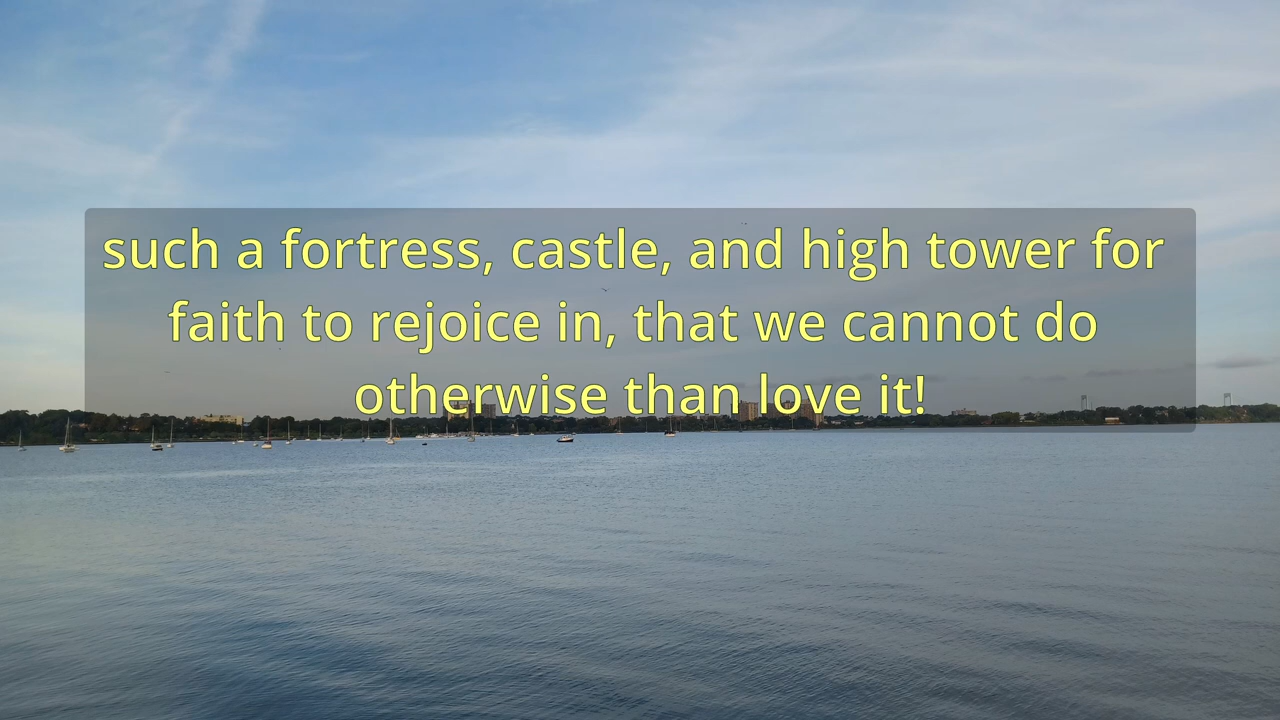 such a fortress, castle, and high tower for
faith to rejoice in, that we cannot do
otherwise than love it!